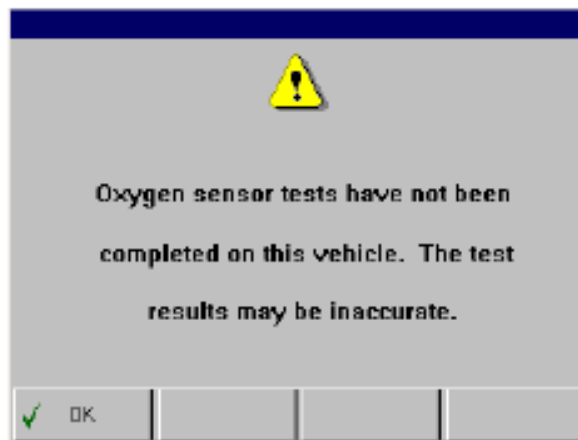 Oxygen sensor tests have not been
completed on this vehicle. The test
results may be inaccurate.
OK